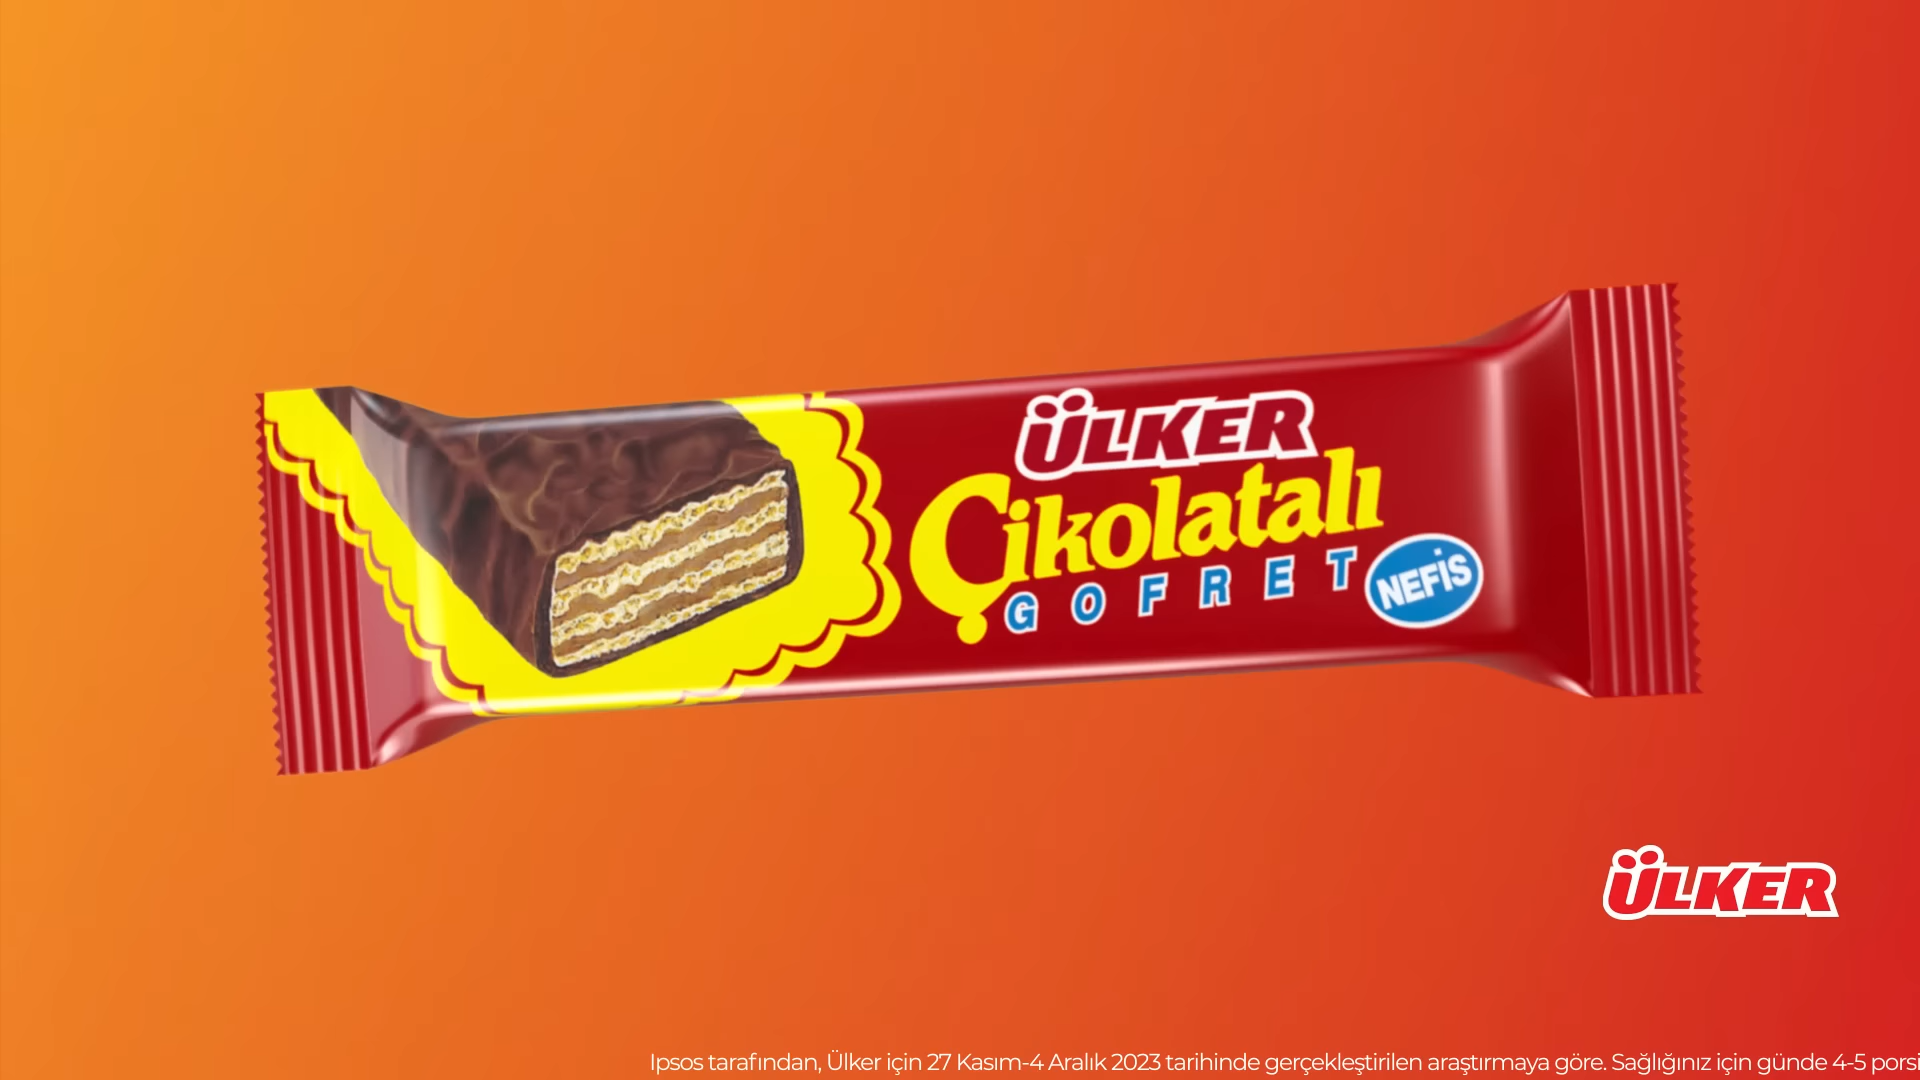 ÜLKER
Çikolatalı
GOFRET
NEFİS
ÜLKER
Ipsos tarafından, Ülker için 27 Kasım-4 Aralık 2023 tarihinde gerçekleştirilen araştırmaya göre. Sağlığınız için günde 4-5 porsi